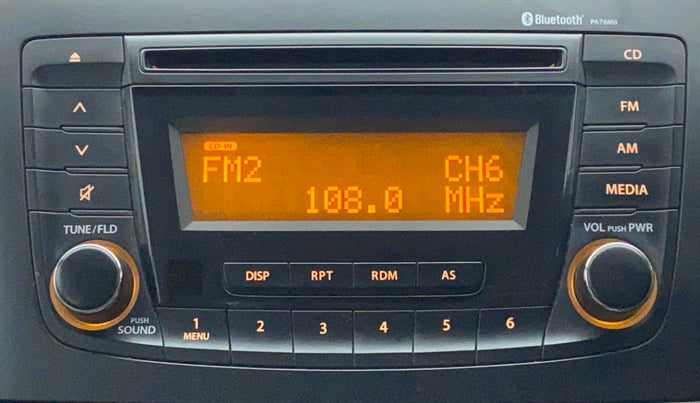 Bluetooth PA76M0
CD
FM
CD-IN
AM
FM2 CH6
108.0 MHz
MEDIA
TUNE/FLD
VOL PUSH PWR
DISP RPT RDM AS
PUSH
SOUND
1 2 3 4 5 6
MENU